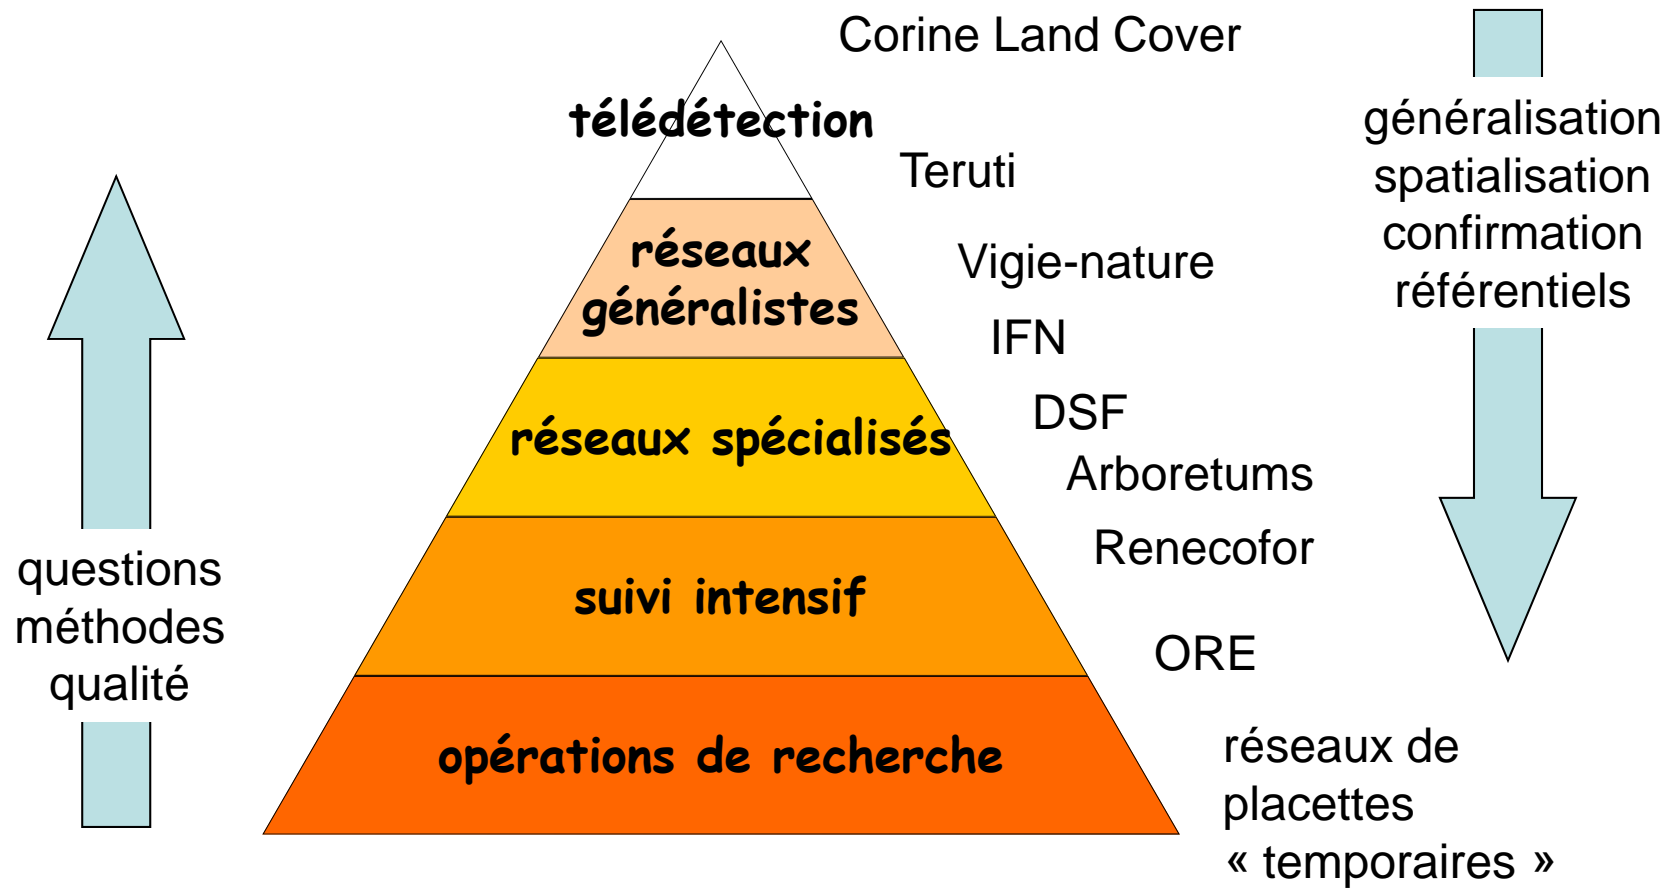 Corine Land Cover
télédétection
Teruti
réseaux
généralistes
Vigie-nature
IFN
réseaux spécialisés
DSF
Arboretums
Renecofor
suivi intensif
ORE
opérations de recherche
réseaux de
placettes
« temporaires »
questions
méthodes
qualité
généralisation
spatialisation
confirmation
référentiels